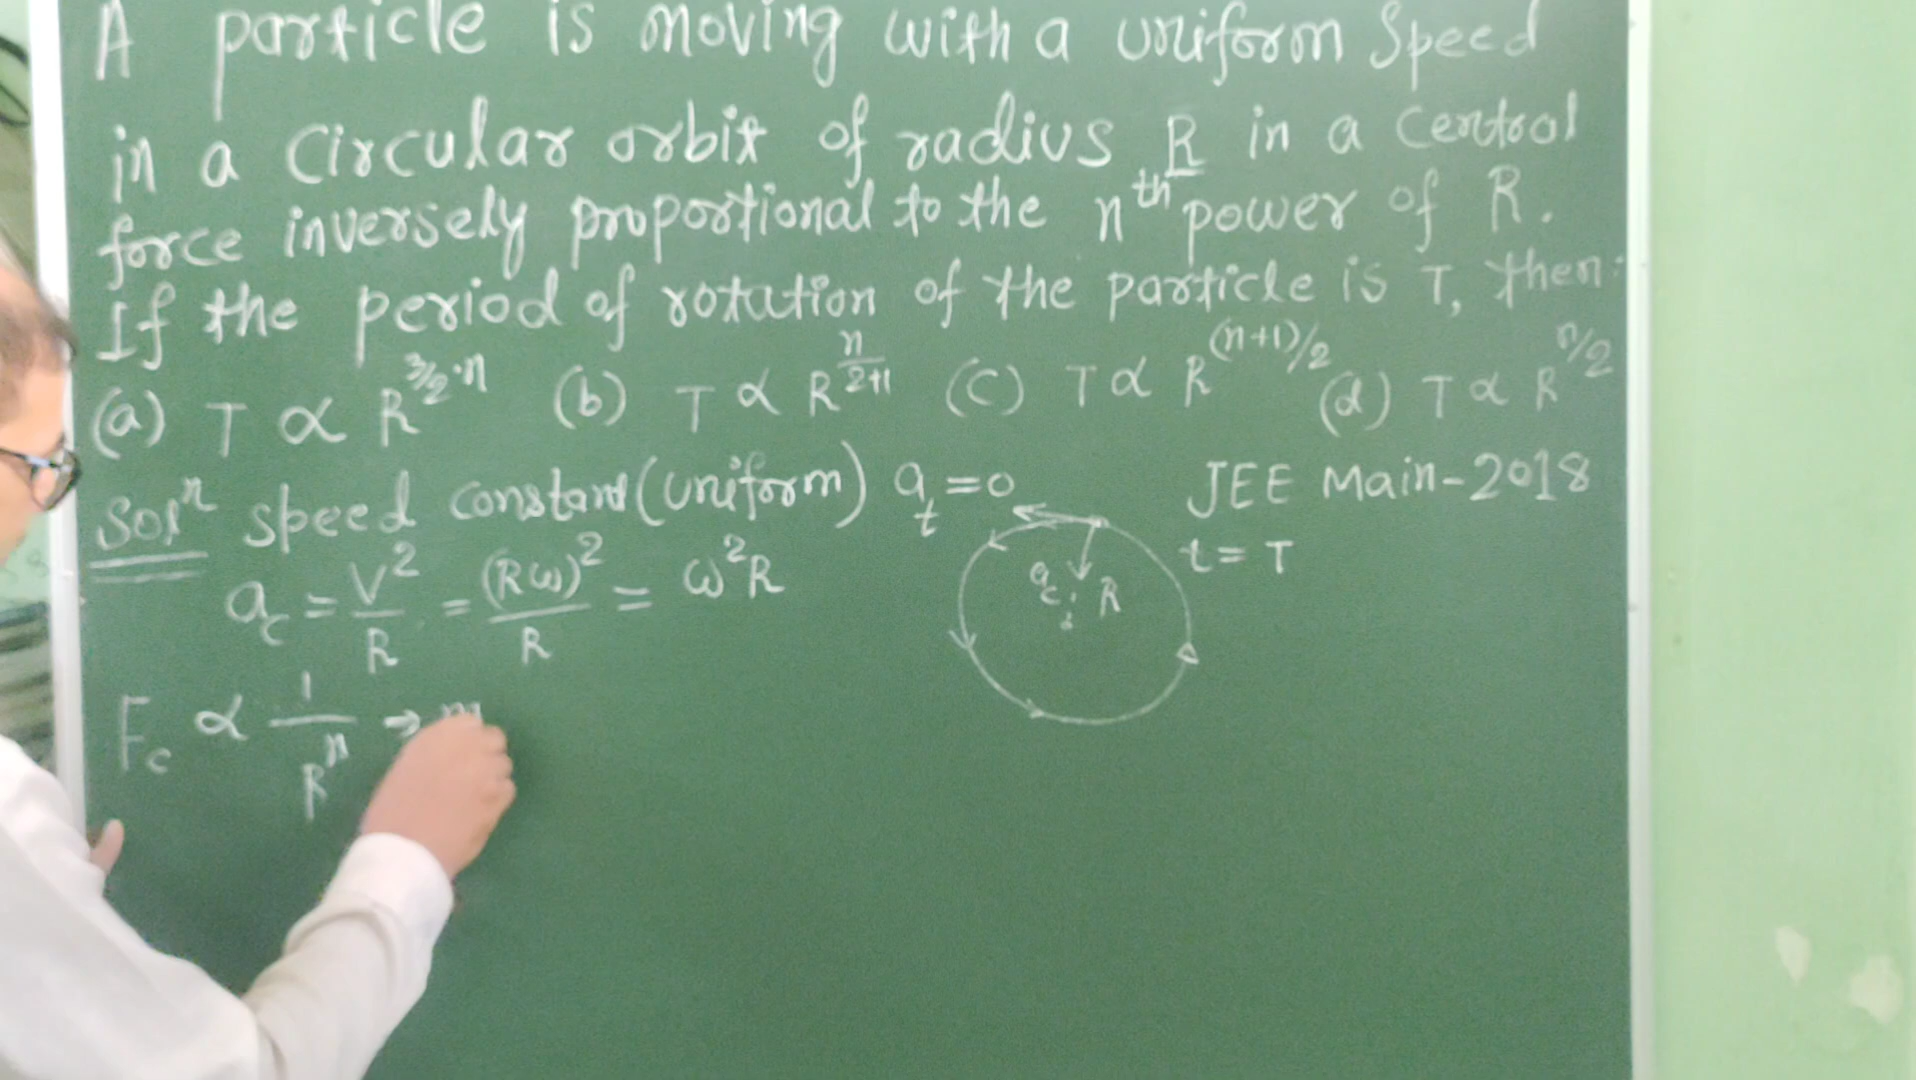 A particle is moving with a uniform speed
in a circular orbit of radius R in a central
force inversely proportional to the nᵗʰ power of R.
If the period of rotation of the particle is T, then:
(a) T ∝ R^(3/2·n) (b) T ∝ R^(n/2+1) (C) T ∝ R^((n+1)/2) (d) T ∝ R^(n/2)
Solⁿ speed constant (uniform) a_t = 0 JEE Main-2018
t = T
a_c = V²/R = (Rω)²/R = ω²R
a_c R
F_c ∝ 1/Rⁿ →